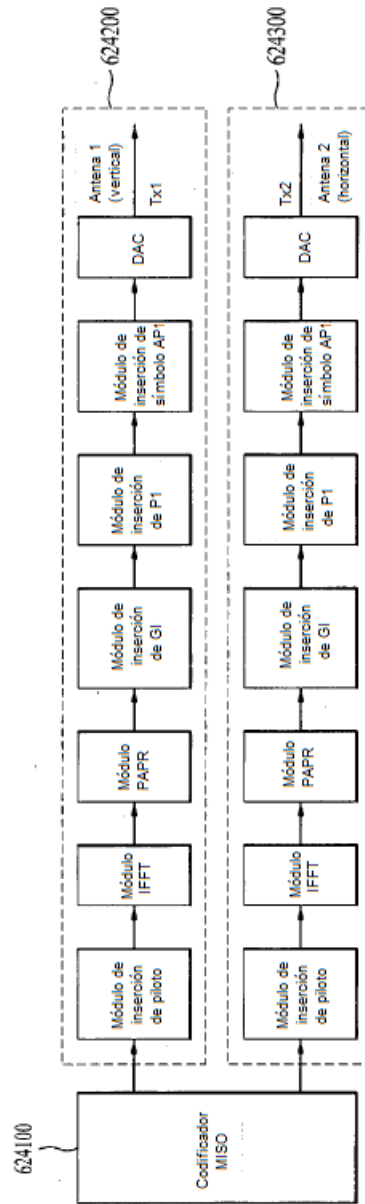 624100
Codificador
MISO
624200
Módulo de
inserción
de piloto
Módulo
IFFT
Módulo
PAPR
Módulo de
inserción
de GI
Módulo de
inserción
de P1
Módulo de
inserción de
símbolo AP1
DAC
Antena 1
(vertical)
Tx1
624300
Módulo de
inserción
de piloto
Módulo
IFFT
Módulo
PAPR
Módulo de
inserción
de GI
Módulo de
inserción
de P1
Módulo de
inserción de
símbolo AP1
DAC
Tx2
Antena 2
(horizontal)